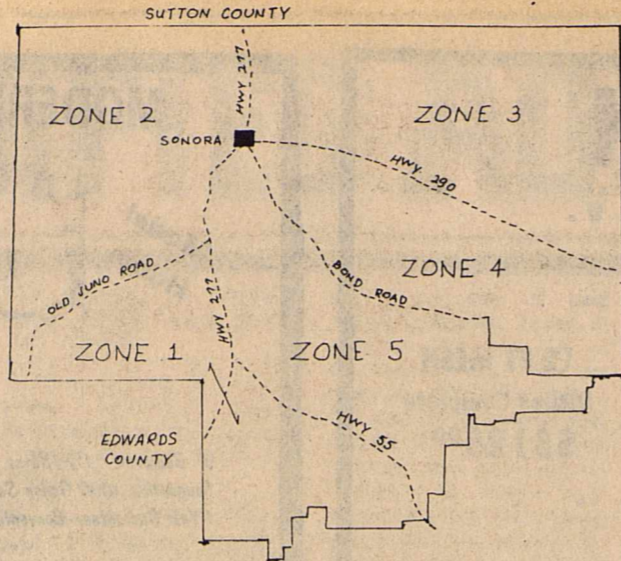 SUTTON COUNTY
HWY 277
ZONE 2
ZONE 3
SONORA
HWY 290
OLD JUNO ROAD
HWY 277
BOND ROAD
ZONE 4
ZONE 1
ZONE 5
HWY 55
EDWARDS
COUNTY